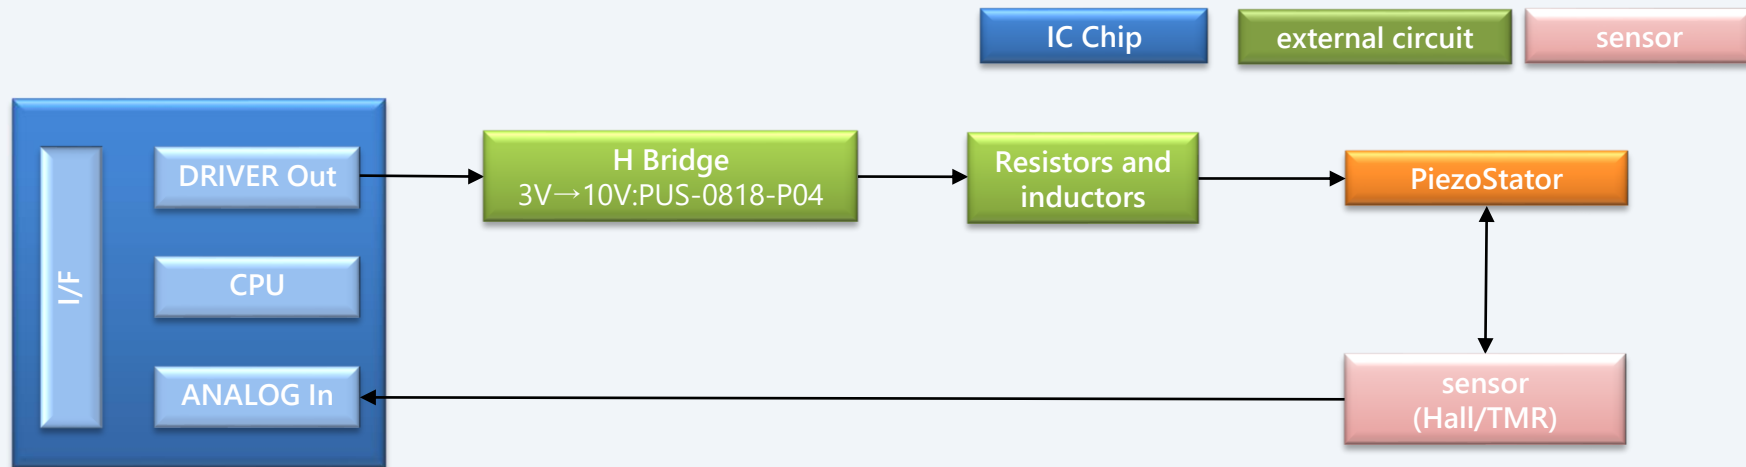 IC Chip
external circuit
sensor
I/F
DRIVER Out
CPU
ANALOG In
H Bridge
3V→10V:PUS-0818-P04
Resistors and
inductors
PiezoStator
sensor
(Hall/TMR)